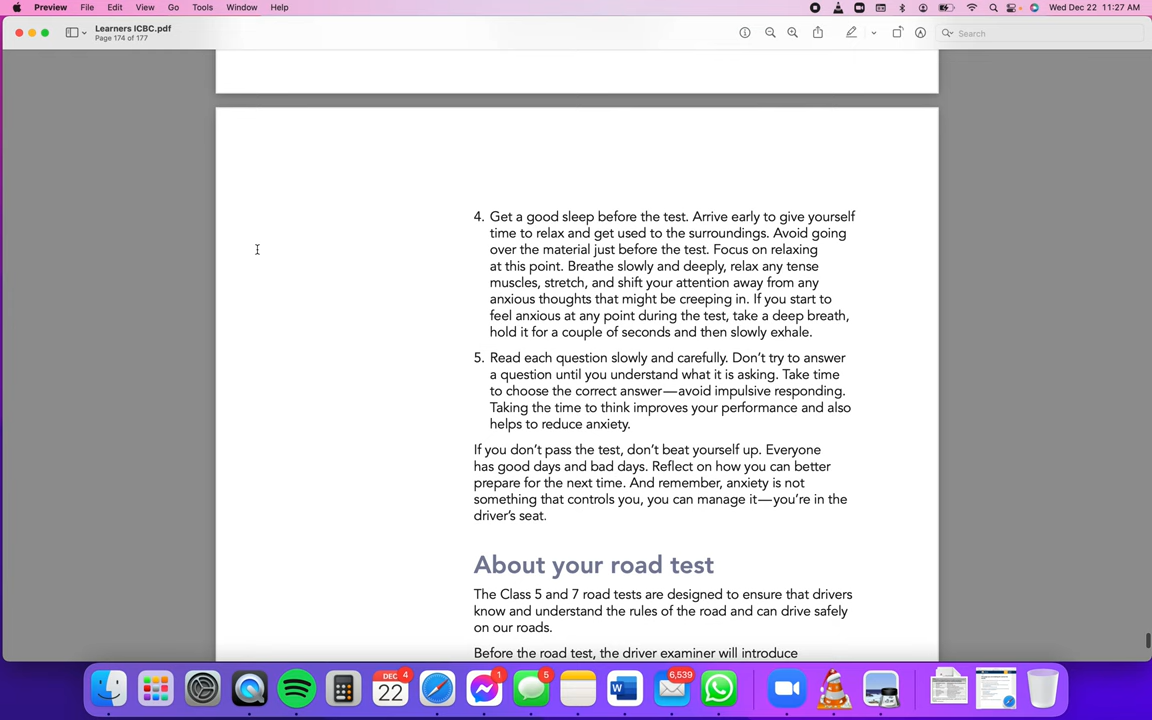 Preview File Edit View Go Tools Window Help Wed Dec 22 11:27 AM
Learners ICBC.pdf
Page 174 of 177
Search
4. Get a good sleep before the test. Arrive early to give yourself
time to relax and get used to the surroundings. Avoid going
over the material just before the test. Focus on relaxing
at this point. Breathe slowly and deeply, relax any tense
muscles, stretch, and shift your attention away from any
anxious thoughts that might be creeping in. If you start to
feel anxious at any point during the test, take a deep breath,
hold it for a couple of seconds and then slowly exhale.
5. Read each question slowly and carefully. Don’t try to answer
a question until you understand what it is asking. Take time
to choose the correct answer—avoid impulsive responding.
Taking the time to think improves your performance and also
helps to reduce anxiety.
If you don’t pass the test, don’t beat yourself up. Everyone
has good days and bad days. Reflect on how you can better
prepare for the next time. And remember, anxiety is not
something that controls you, you can manage it—you’re in the
driver’s seat.
About your road test
The Class 5 and 7 road tests are designed to ensure that drivers
know and understand the rules of the road and can drive safely
on our roads.
Before the road test, the driver examiner will introduce
DEC 4 1 5 6,539
22